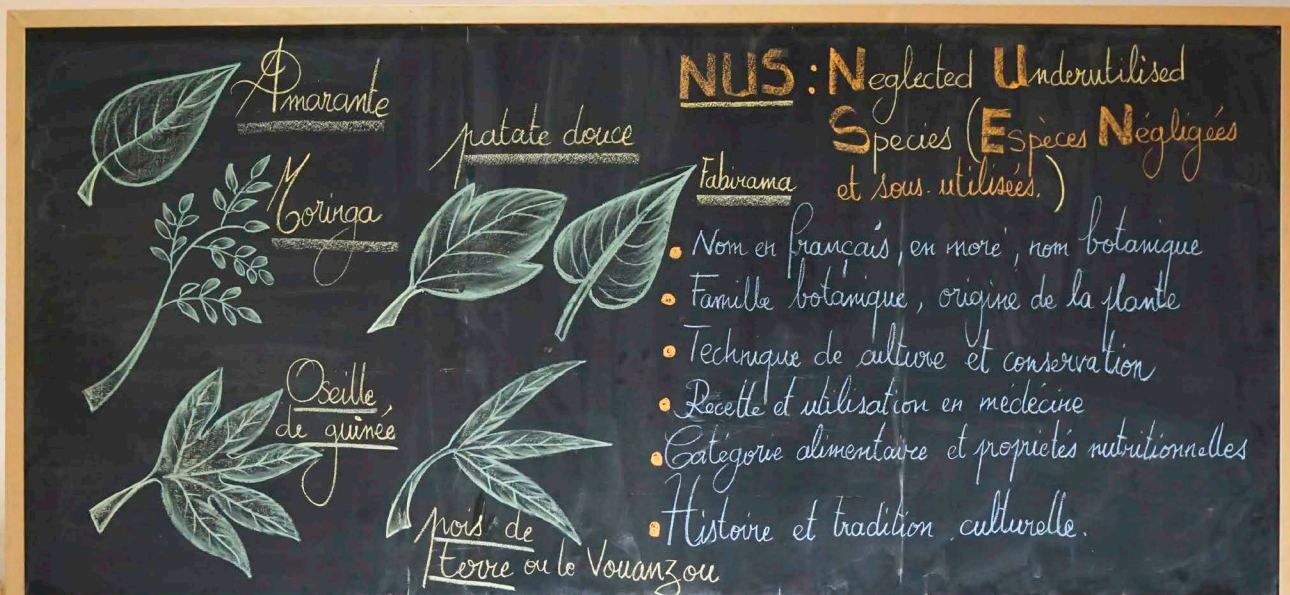 Amarante
Moringa
patate douce
Fabirama
Oseille
de guinée
pois de
terre ou le Vouanzou
NUS : Neglected Underutilised
Species (Espèces Négligées
et sous-utilisées.)
Nom en français, en moré, nom botanique
Famille botanique, origine de la plante
Technique de culture et conservation
Recette et utilisation en médécine
Catégorie alimentaire et propriétés nutritionnelles
Histoire et tradition culturelle.